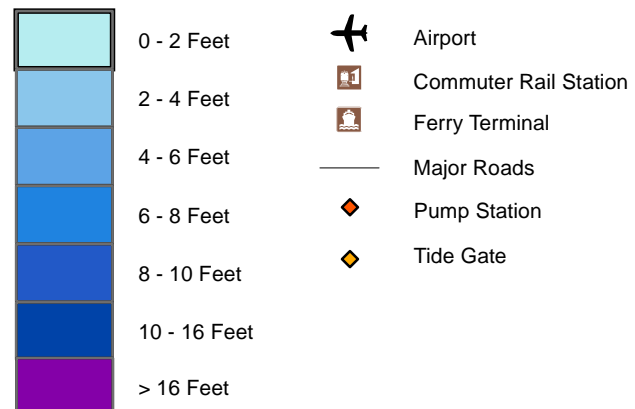 0 - 2 Feet
2 - 4 Feet
4 - 6 Feet
6 - 8 Feet
8 - 10 Feet
10 - 16 Feet
> 16 Feet
Airport
Commuter Rail Station
Ferry Terminal
Major Roads
Pump Station
Tide Gate